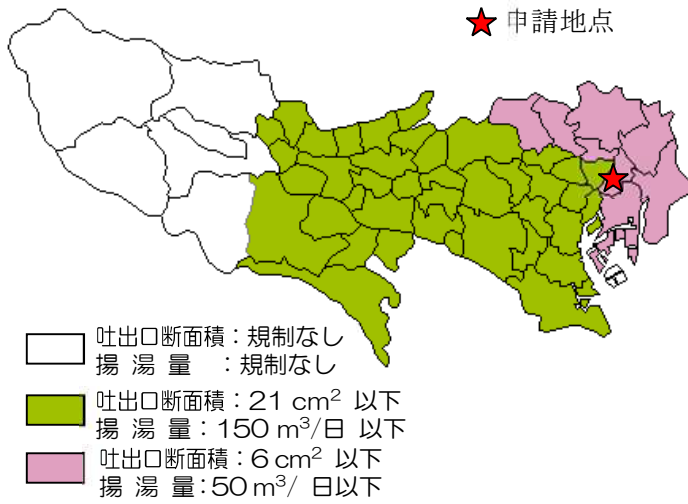 申請地点
吐出口断面積：規制なし
揚 湯 量　：規制なし
吐出口断面積：21 cm² 以下
揚 湯 量：150 m³/日 以下
吐出口断面積：6 cm² 以下
揚 湯 量：50 m³/ 日以下